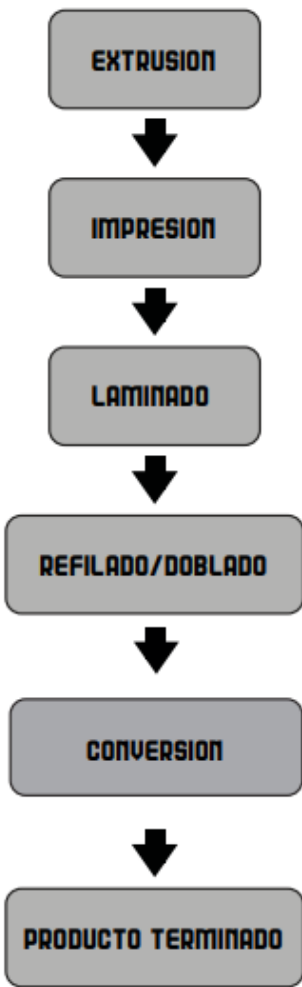 EXTRUSION
IMPRESION
LAMINADO
REFILADO/DOBLADO
CONVERSION
PRODUCTO TERMINADO